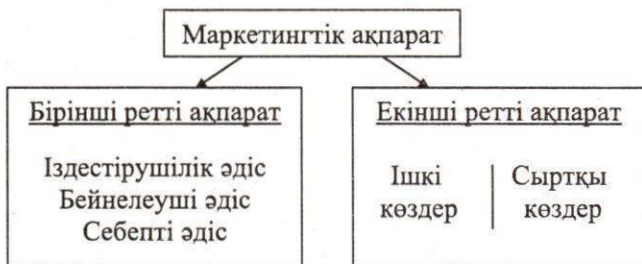 Маркетингтік ақпарат
Бірінші ретті ақпарат
Іздестірушілік әдіс
Бейнелеуші әдіс
Себепті әдіс
Екінші ретті ақпарат
Ішкі
көздер
Сыртқы
көздер